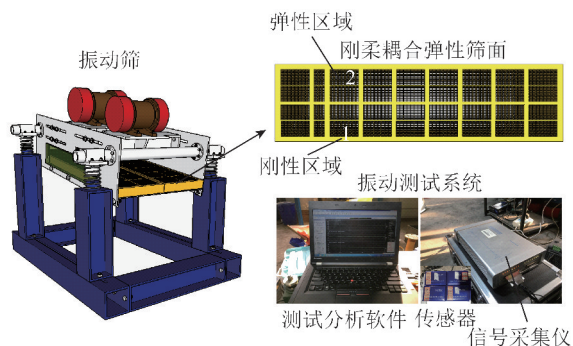 弹性区域
刚柔耦合弹性筛面
振动筛
2
1
刚性区域
振动测试系统
测试分析软件 传感器
信号采集仪